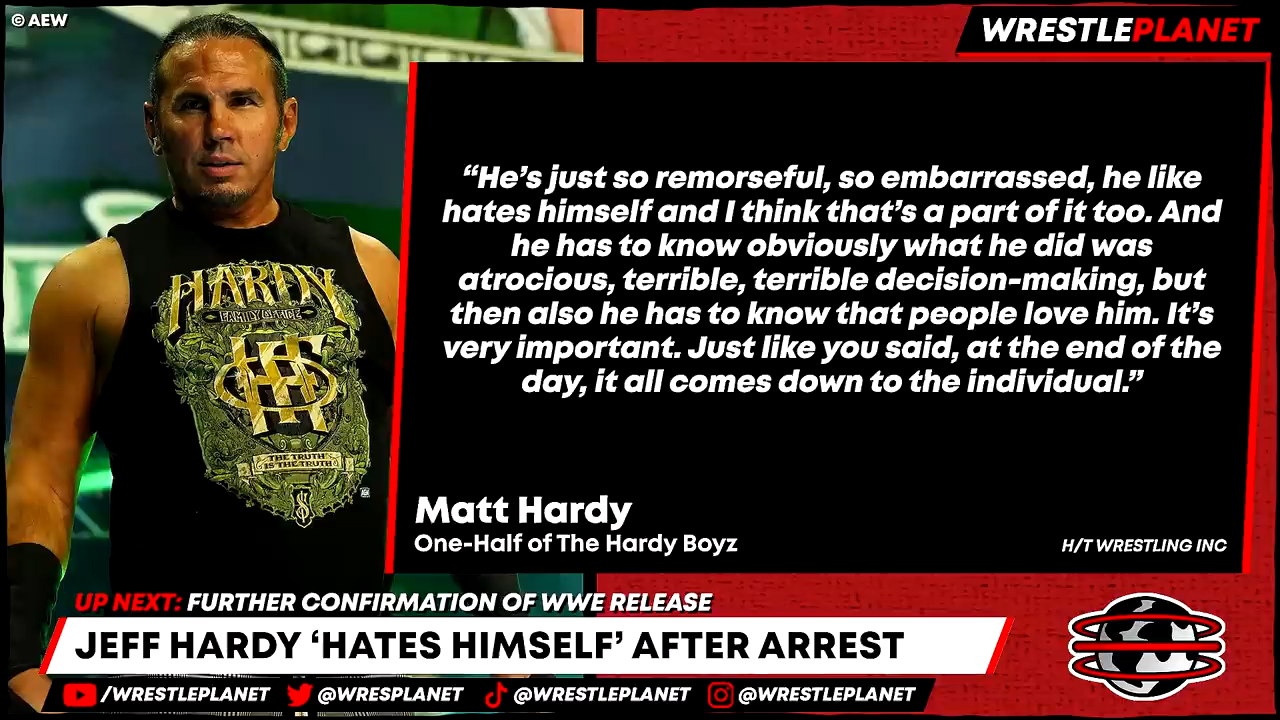 © AEW
WRESTLEPLANET
“He’s just so remorseful, so embarrassed, he like
hates himself and I think that’s a part of it too. And
he has to know obviously what he did was
atrocious, terrible, terrible decision-making, but
then also he has to know that people love him. It’s
very important. Just like you said, at the end of the
day, it all comes down to the individual.”
HARDY
FAMILY OFFICE
THE TRUTH
IS THE TRUTH
Matt Hardy
One-Half of The Hardy Boyz
H/T WRESTLING INC
UP NEXT: FURTHER CONFIRMATION OF WWE RELEASE
JEFF HARDY ‘HATES HIMSELF’ AFTER ARREST
/WRESTLEPLANET @WRESPLANET @WRESTLEPLANET @WRESTLEPLANET